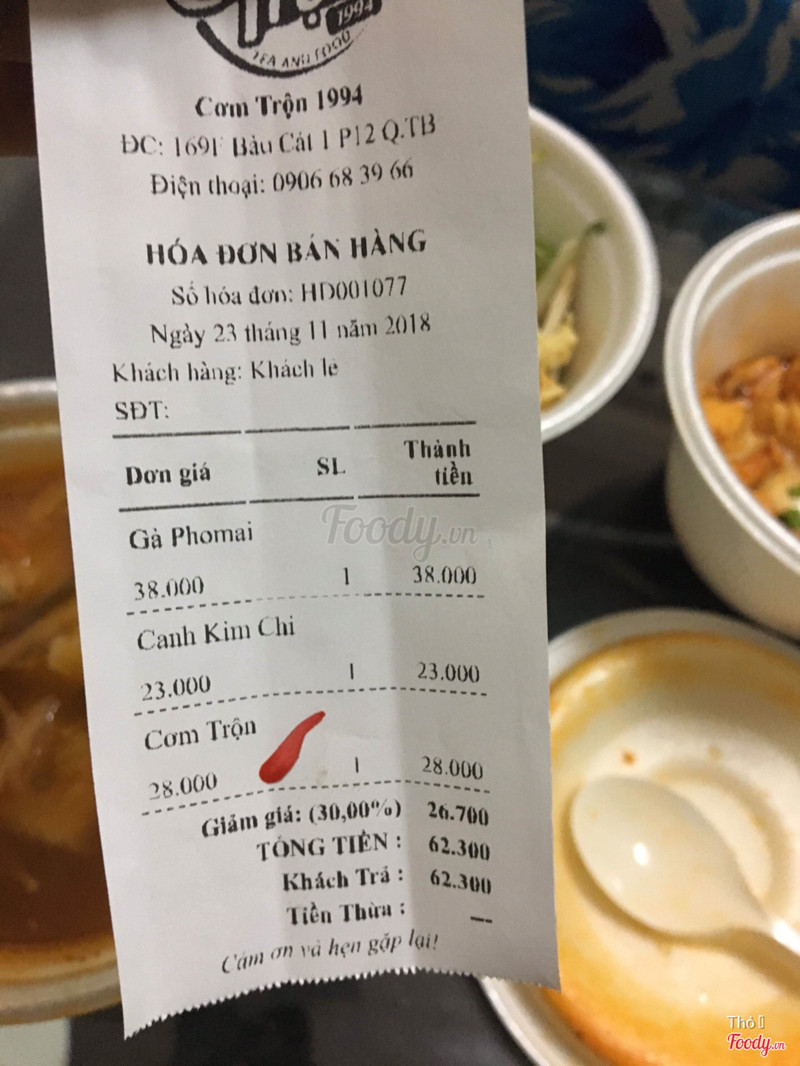 1994
TEA AND FOOD
Cơm Trộn 1994
ĐC: 169F Bàu Cát 1 P12 Q.TB
Điện thoại: 0906 68 39 66
HÓA ĐƠN BÁN HÀNG
Số hóa đơn: HD001077
Ngày 23 tháng 11 năm 2018
Khách hàng: Khách lẻ
SĐT:
Đơn giá SL Thành tiền
Gà Phomai
38.000 1 38.000
Canh Kim Chi
23.000 1 23.000
Cơm Trộn
28.000 1 28.000
Giảm giá: (30,00%) 26.700
TỔNG TIỀN : 62.300
Khách Trả : 62.300
Tiền Thừa : ---
Cảm ơn và hẹn gặp lại!
Foody.vn
Thỏ
Foody.vn